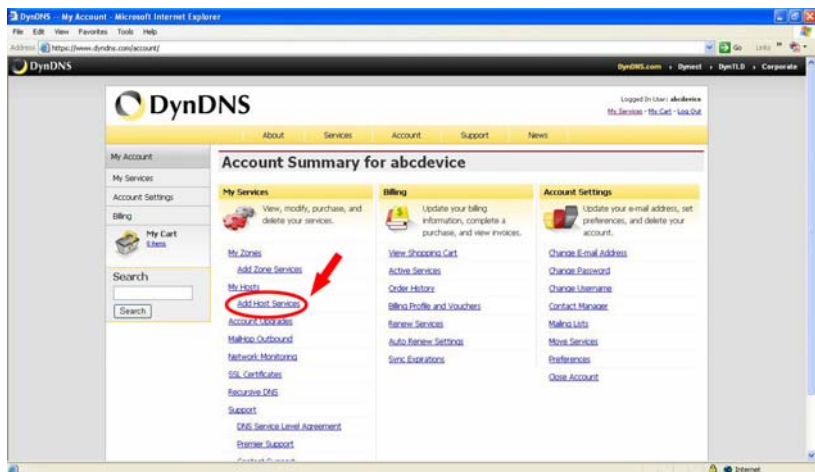 DynDNS -- My Account - Microsoft Internet Explorer
File Edit View Favorites Tools Help
Address https://www.dyndns.com/account/ Go Links
DynDNS DynDNS.com Dynect DynTLD Corporate
DynDNS
Logged In User: abcdevice
My Services - My Cart - Log Out
About Services Account Support News
My Account
My Services
Account Settings
Billing
My Cart
0 items
Search
Search
Account Summary for abcdevice
My Services
View, modify, purchase, and
delete your services.
My Zones
Add Zone Services
My Hosts
Add Host Services
Account Upgrades
MailHop Outbound
Network Monitoring
SSL Certificates
Recursive DNS
Support
DNS Service Level Agreement
Premier Support
Contact Support
Billing
Update your billing
information, complete a
purchase, and view invoices.
View Shopping Cart
Active Services
Order History
Billing Profile and Vouchers
Renew Services
Auto Renew Settings
Sync Expirations
Account Settings
Update your e-mail address, set
preferences, and delete your
account.
Change E-mail Address
Change Password
Change Username
Contact Manager
Mailing Lists
Move Services
Preferences
Close Account
Internet